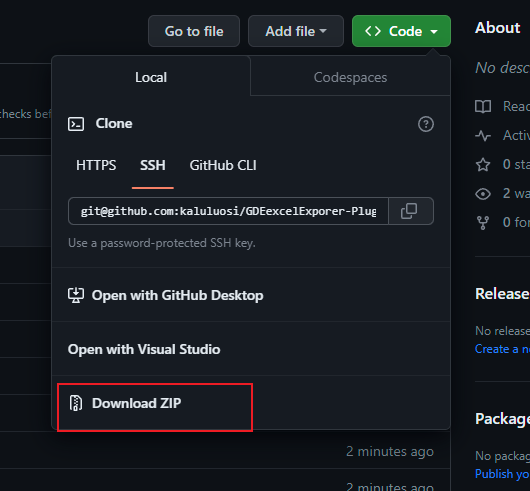 Go to file
Add file
Code
About
No desc
Local
Codespaces
Read
checks bef
Clone
Activ
HTTPS
SSH
GitHub CLI
0 sta
2 wa
git@github.com:kaluluosi/GDEexcelExporer-Plug
0 fo
Use a password-protected SSH key.
Open with GitHub Desktop
Release
No release
Create a n
Open with Visual Studio
Download ZIP
Package
2 minutes ago
No packag
Publish yo
2 minutes ago